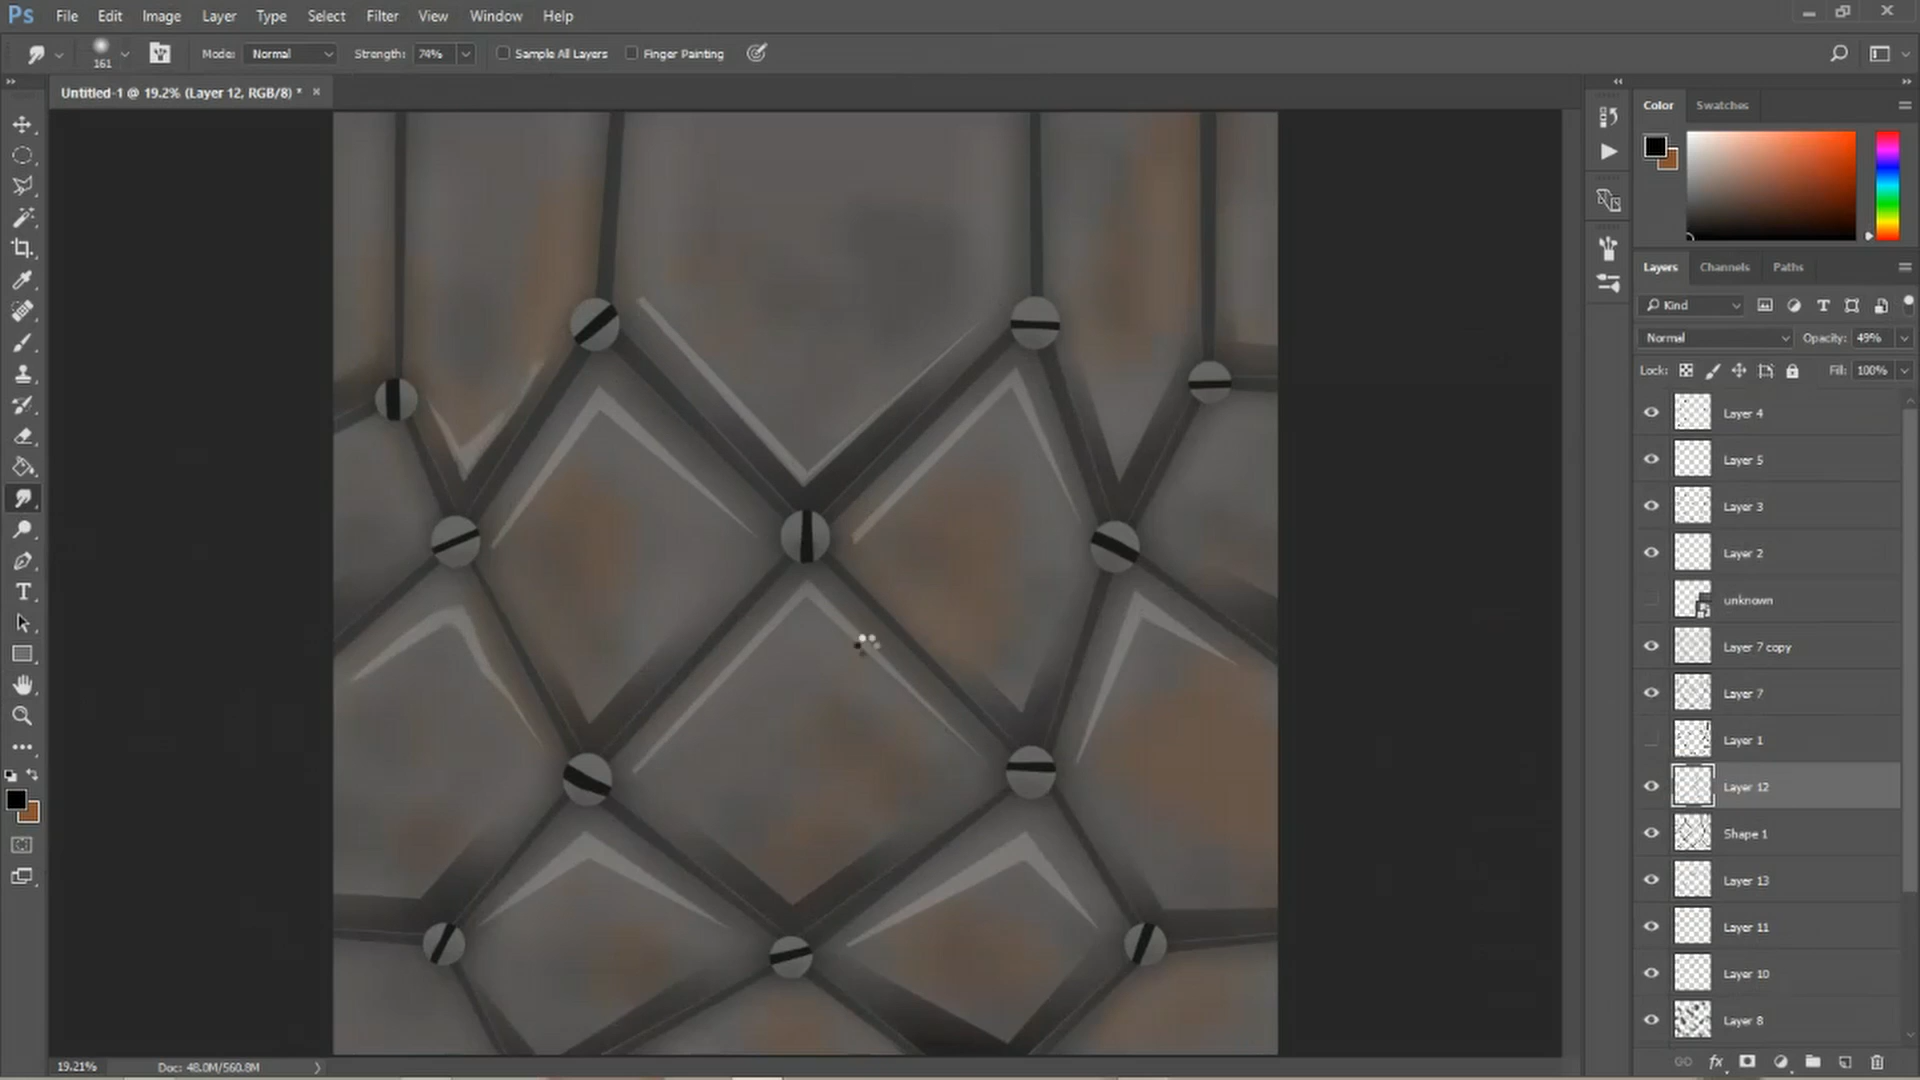 Ps File Edit Image Layer Type Select Filter View Window Help
161 Mode: Normal Strength: 74% Sample All Layers Finger Painting
Untitled-1 @ 19.2% (Layer 12, RGB/8) * ×
Color Swatches
Layers Channels Paths
Kind T
Normal Opacity: 49%
Lock: Fill: 100%
Layer 4
Layer 5
Layer 3
Layer 2
unknown
Layer 7 copy
Layer 7
Layer 1
Layer 12
Shape 1
Layer 13
Layer 11
Layer 10
Layer 8
T
fx
19.21% Doc: 48.0M/560.8M